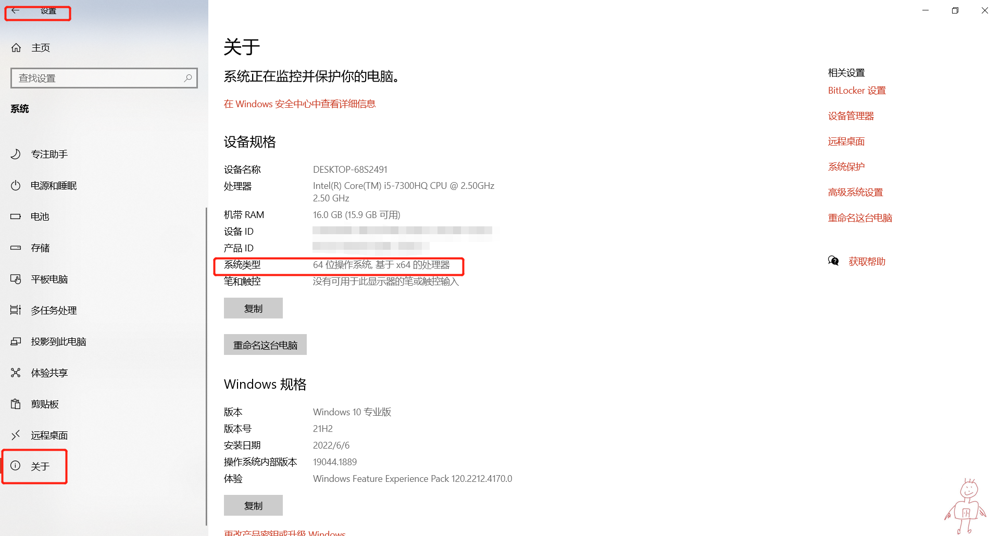 设置
主页
查找设置
系统
专注助手
电源和睡眠
电池
存储
平板电脑
多任务处理
投影到此电脑
体验共享
剪贴板
远程桌面
关于
关于
系统正在监控并保护你的电脑。
在 Windows 安全中心中查看详细信息
设备规格
设备名称 DESKTOP-68S2491
处理器 Intel(R) Core(TM) i5-7300HQ CPU @ 2.50GHz
2.50 GHz
机带 RAM 16.0 GB (15.9 GB 可用)
设备 ID
产品 ID
系统类型 64 位操作系统, 基于 x64 的处理器
笔和触控 没有可用于此显示器的笔或触控输入
复制
重命名这台电脑
Windows 规格
版本 Windows 10 专业版
版本号 21H2
安装日期 2022/6/6
操作系统内部版本 19044.1889
体验 Windows Feature Experience Pack 120.2212.4170.0
复制
更改产品密钥或升级 Windows
相关设置
BitLocker 设置
设备管理器
远程桌面
系统保护
高级系统设置
重命名这台电脑
获取帮助